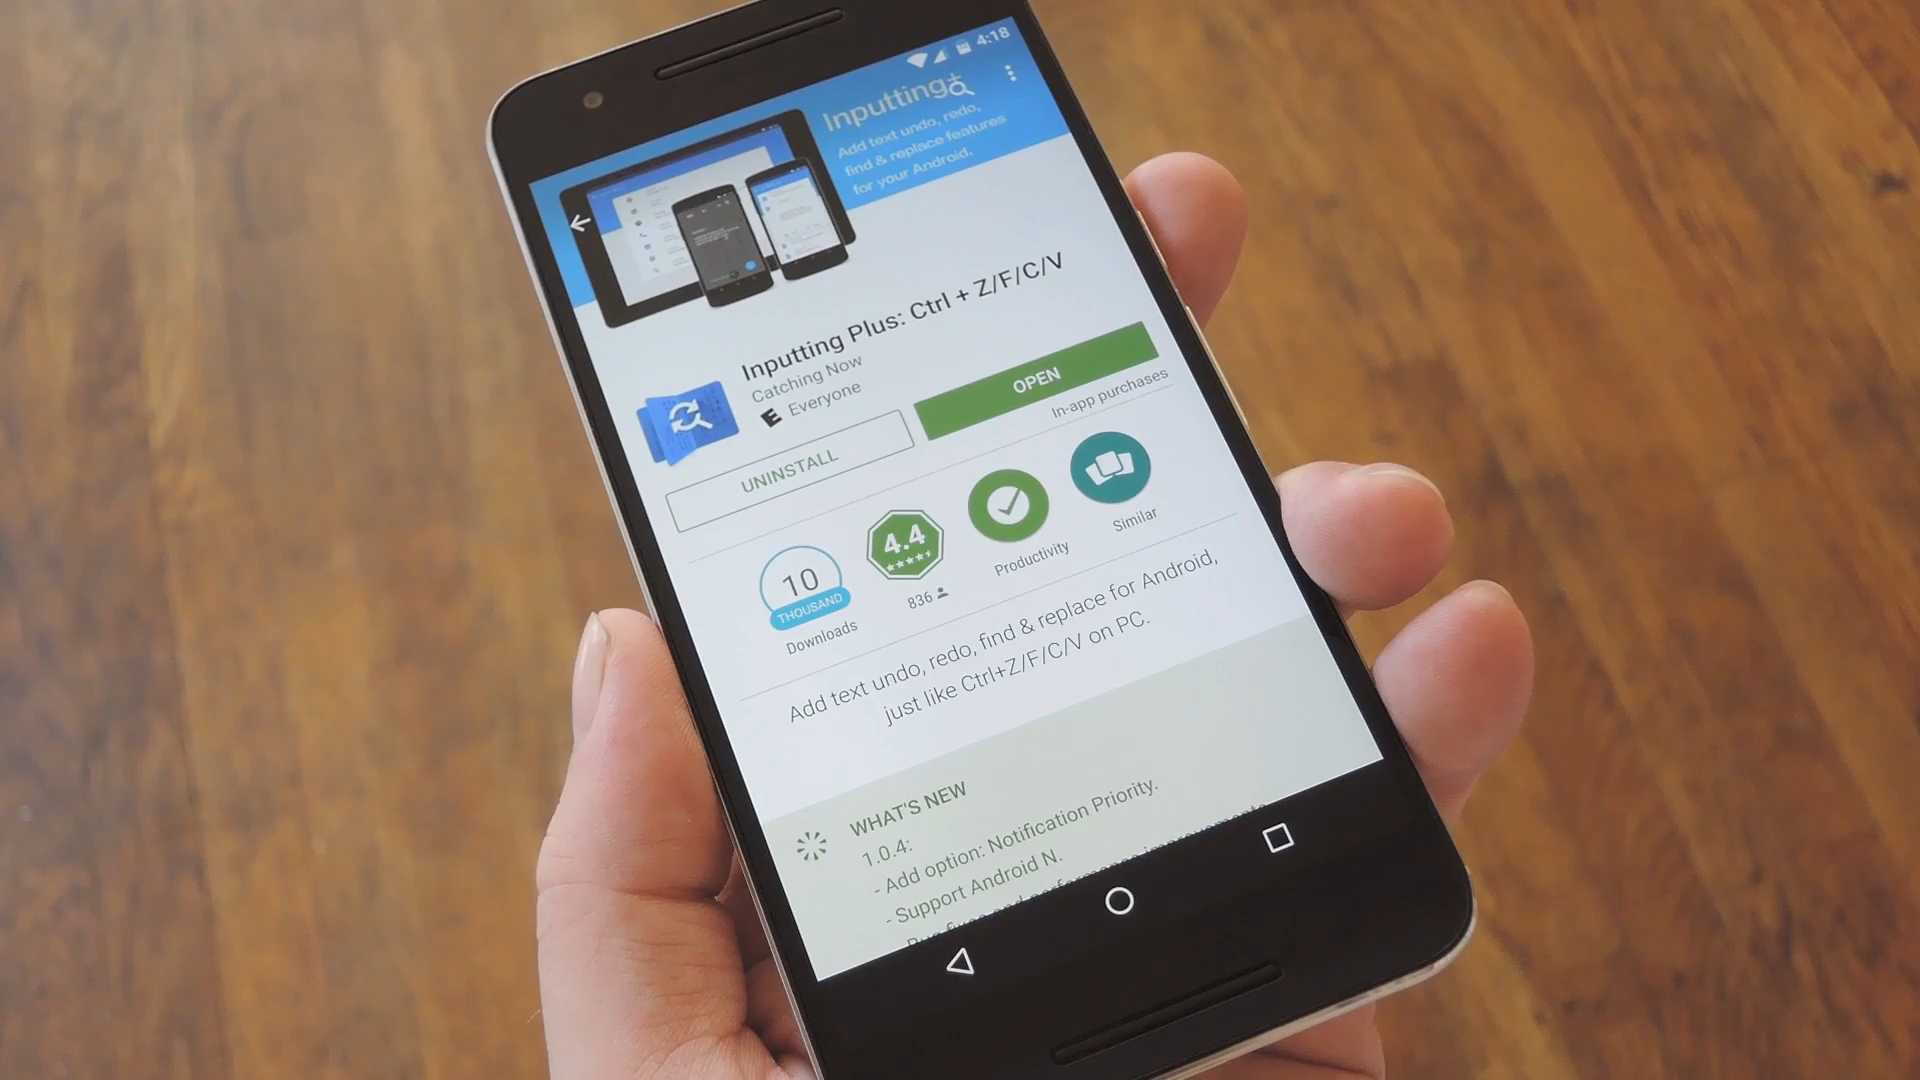 4:18
Inputting+
Add text undo, redo,
find & replace features
for your Android.
Inputting Plus: Ctrl + Z/F/C/V
Catching Now
E Everyone
UNINSTALL
OPEN
In-app purchases
10
THOUSAND
Downloads
4.4
836
Productivity
Similar
Add text undo, redo, find & replace for Android,
just like Ctrl+Z/F/C/V on PC.
WHAT'S NEW
1.0.4:
- Add option: Notification Priority.
- Support Android N.